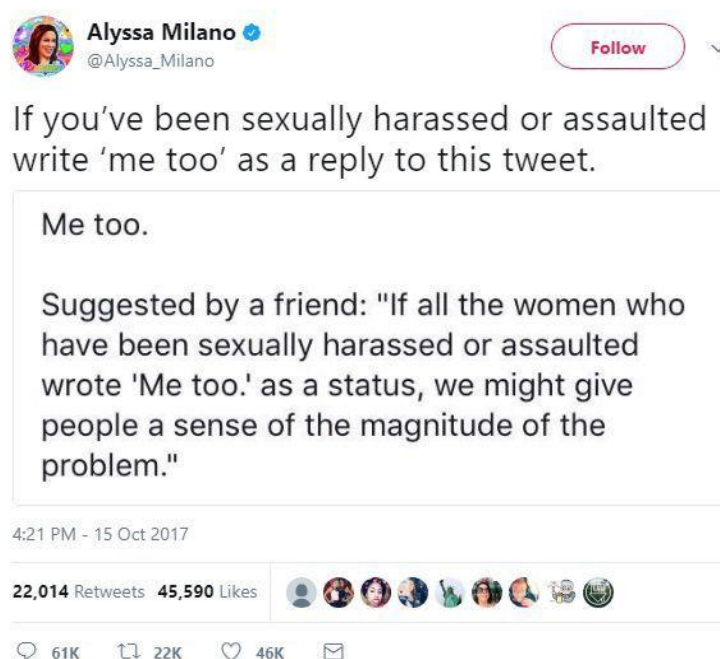 Alyssa Milano
@Alyssa_Milano
Follow
If you’ve been sexually harassed or assaulted
write ‘me too’ as a reply to this tweet.
Me too.
Suggested by a friend: "If all the women who
have been sexually harassed or assaulted
wrote 'Me too.' as a status, we might give
people a sense of the magnitude of the
problem."
4:21 PM - 15 Oct 2017
22,014 Retweets 45,590 Likes
61K 22K 46K